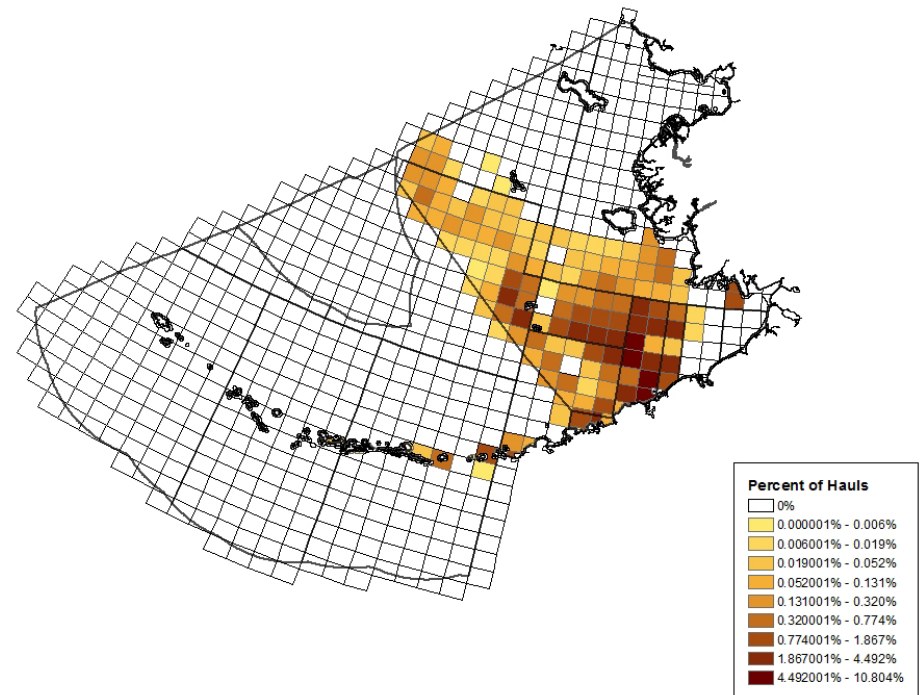 Percent of Hauls
0%
0.000001% - 0.006%
0.006001% - 0.019%
0.019001% - 0.052%
0.052001% - 0.131%
0.131001% - 0.320%
0.320001% - 0.774%
0.774001% - 1.867%
1.867001% - 4.492%
4.492001% - 10.804%